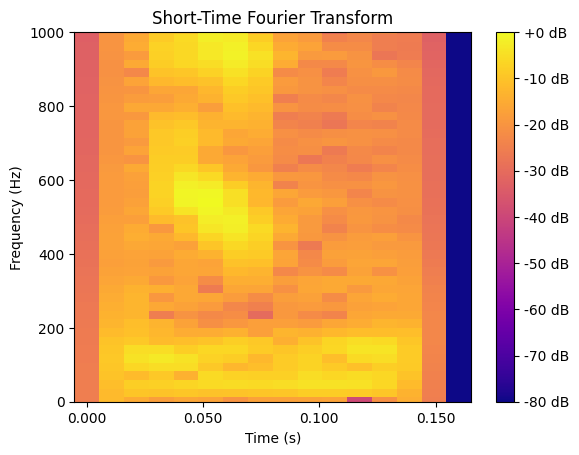 Short-Time Fourier Transform
Frequency (Hz)
1000
800
600
400
200
0
0.000
0.050
0.100
0.150
Time (s)
+0 dB
-10 dB
-20 dB
-30 dB
-40 dB
-50 dB
-60 dB
-70 dB
-80 dB